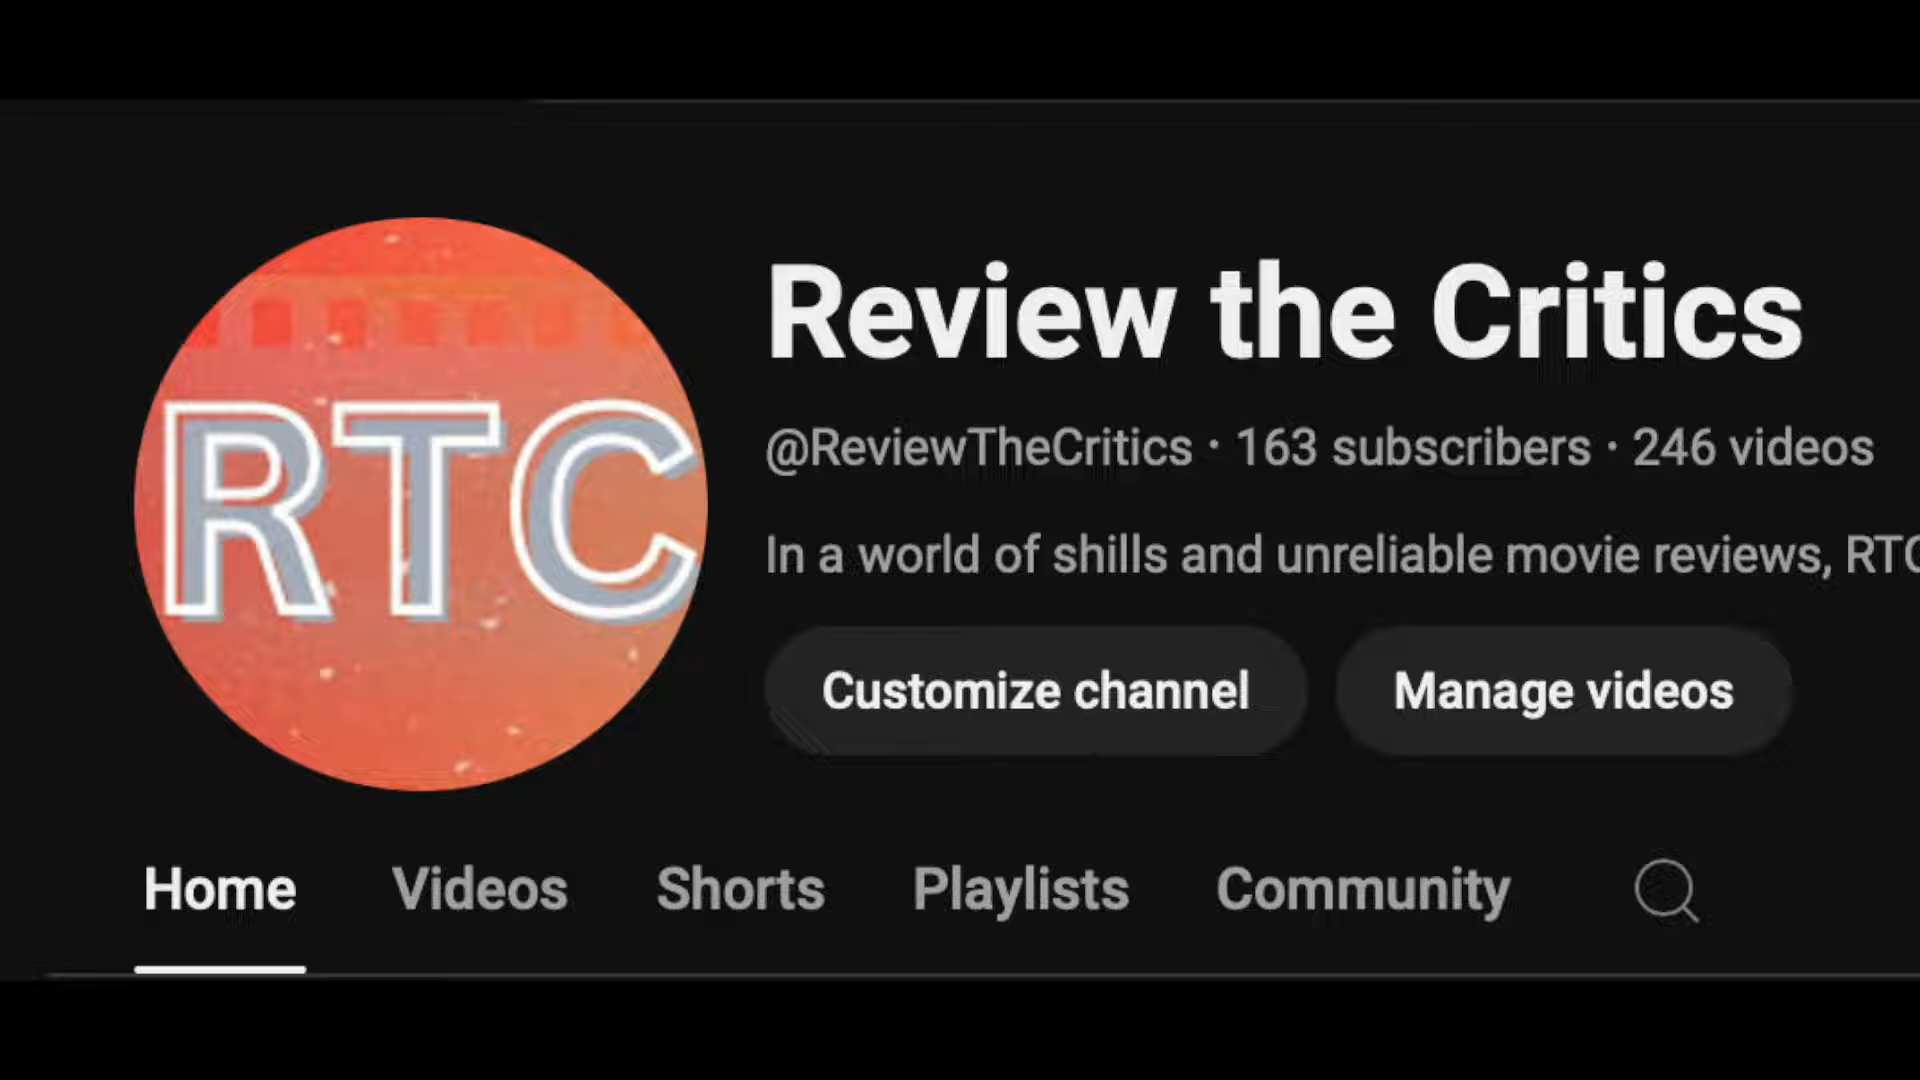 RTC
Review the Critics
@ReviewTheCritics · 163 subscribers · 246 videos
In a world of shills and unreliable movie reviews, RTC
Customize channel Manage videos
Home Videos Shorts Playlists Community